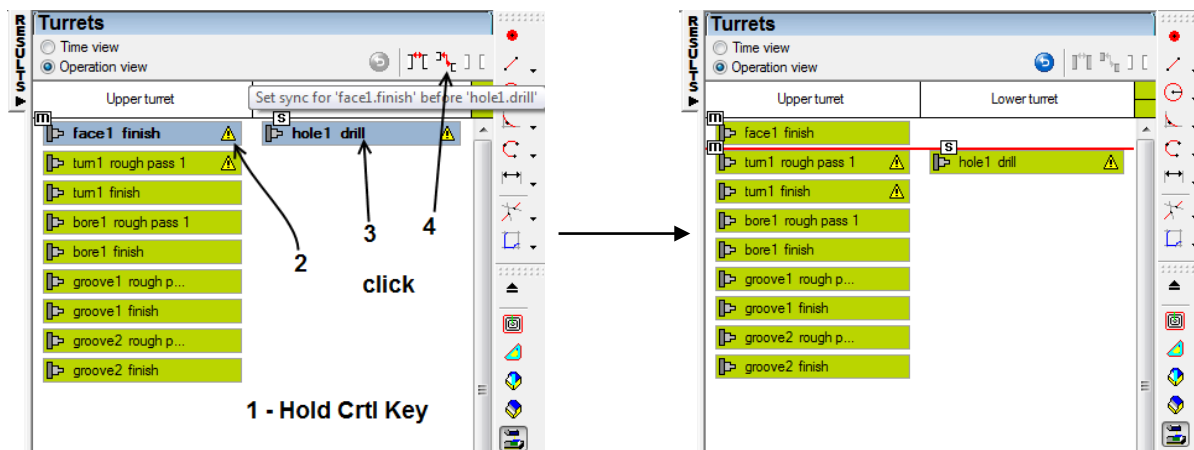 RESULTS
Turrets
Time view
Operation view
Upper turret
Set sync for 'face1.finish' before 'hole1.drill'
m
s
face1 finish
hole1 drill
turn1 rough pass 1
turn1 finish
bore1 rough pass 1
bore1 finish
groove1 rough p...
groove1 finish
groove2 rough p...
groove2 finish
2
3
4
click
1 - Hold Crtl Key
RESULTS
Turrets
Time view
Operation view
Upper turret
Lower turret
m
face1 finish
m
s
turn1 rough pass 1
hole1 drill
turn1 finish
bore1 rough pass 1
bore1 finish
groove1 rough p...
groove1 finish
groove2 rough p...
groove2 finish